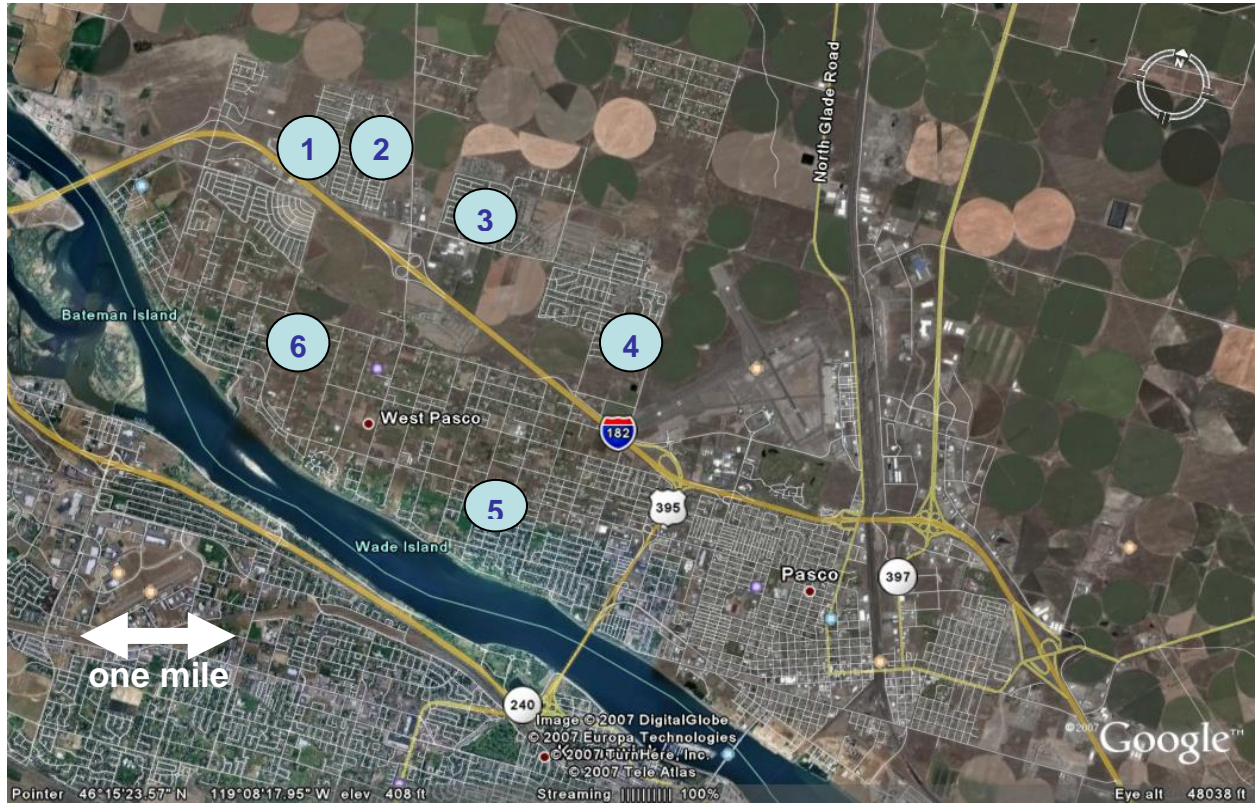 North Glade Road
N
1
2
3
Bateman Island
6
4
West Pasco
182
5
395
Wade Island
Pasco
397
one mile
240
Image © 2007 DigitalGlobe
© 2007 Europa Technologies
© 2007 TurnHere, Inc.
© 2007 Tele Atlas
©2007 Google™
Pointer 46°15'23.57" N 119°08'17.95" W elev 408 ft
Streaming |||||||||| 100%
Eye alt 48038 ft